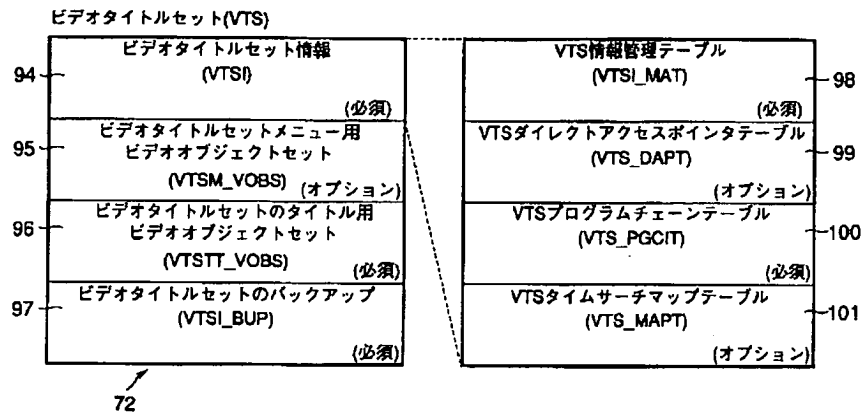 ビデオタイトルセット(VTS)
94
ビデオタイトルセット情報
(VTSI)
(必須)
95
ビデオタイトルセットメニュー用
ビデオオブジェクトセット
(VTSM_VOBS)
(オプション)
96
ビデオタイトルセットのタイトル用
ビデオオブジェクトセット
(VTSTT_VOBS)
(必須)
97
ビデオタイトルセットのバックアップ
(VTSI_BUP)
(必須)
72
VTS情報管理テーブル
(VTSI_MAT)
(必須)
98
VTSダイレクトアクセスポインタテーブル
(VTS_DAPT)
(オプション)
99
VTSプログラムチェーンテーブル
(VTS_PGCIT)
(必須)
100
VTSタイムサーチマップテーブル
(VTS_MAPT)
(オプション)
101